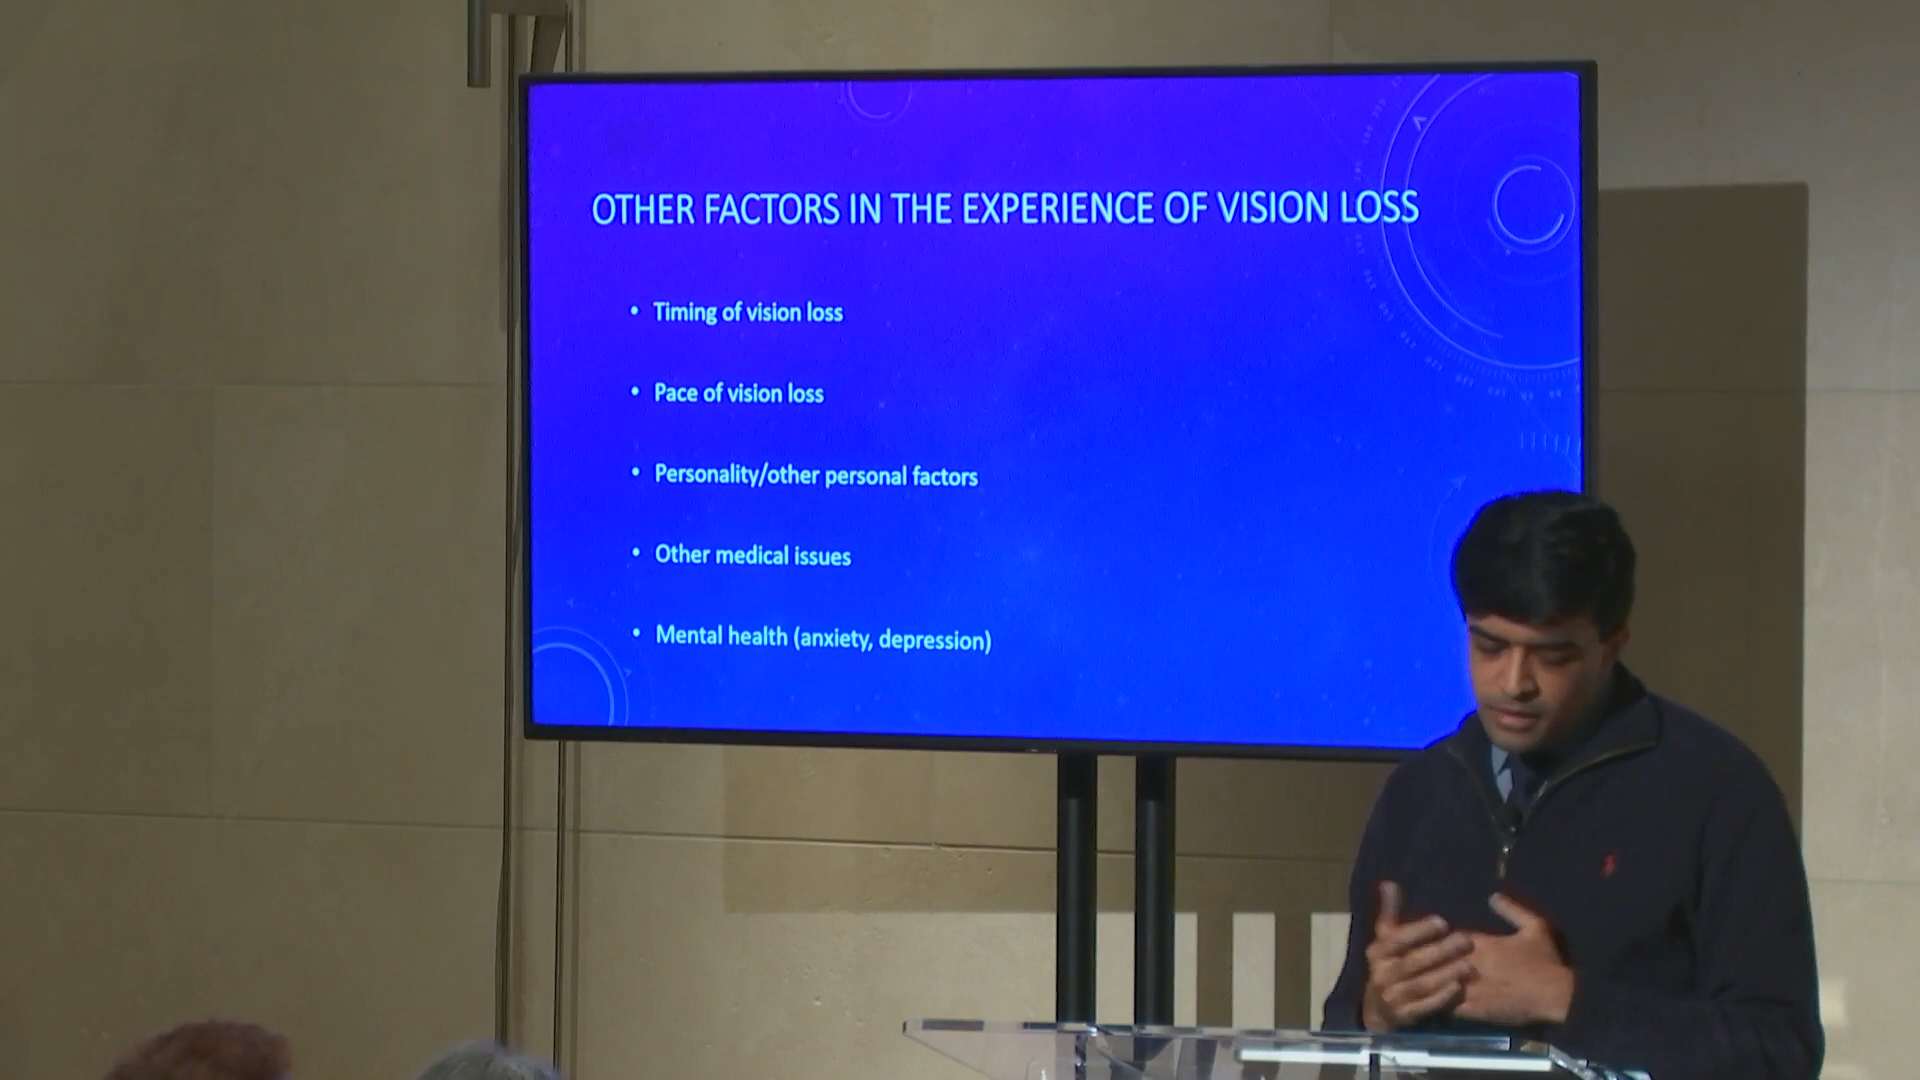 OTHER FACTORS IN THE EXPERIENCE OF VISION LOSS
• Timing of vision loss
• Pace of vision loss
• Personality/other personal factors
• Other medical issues
• Mental health (anxiety, depression)